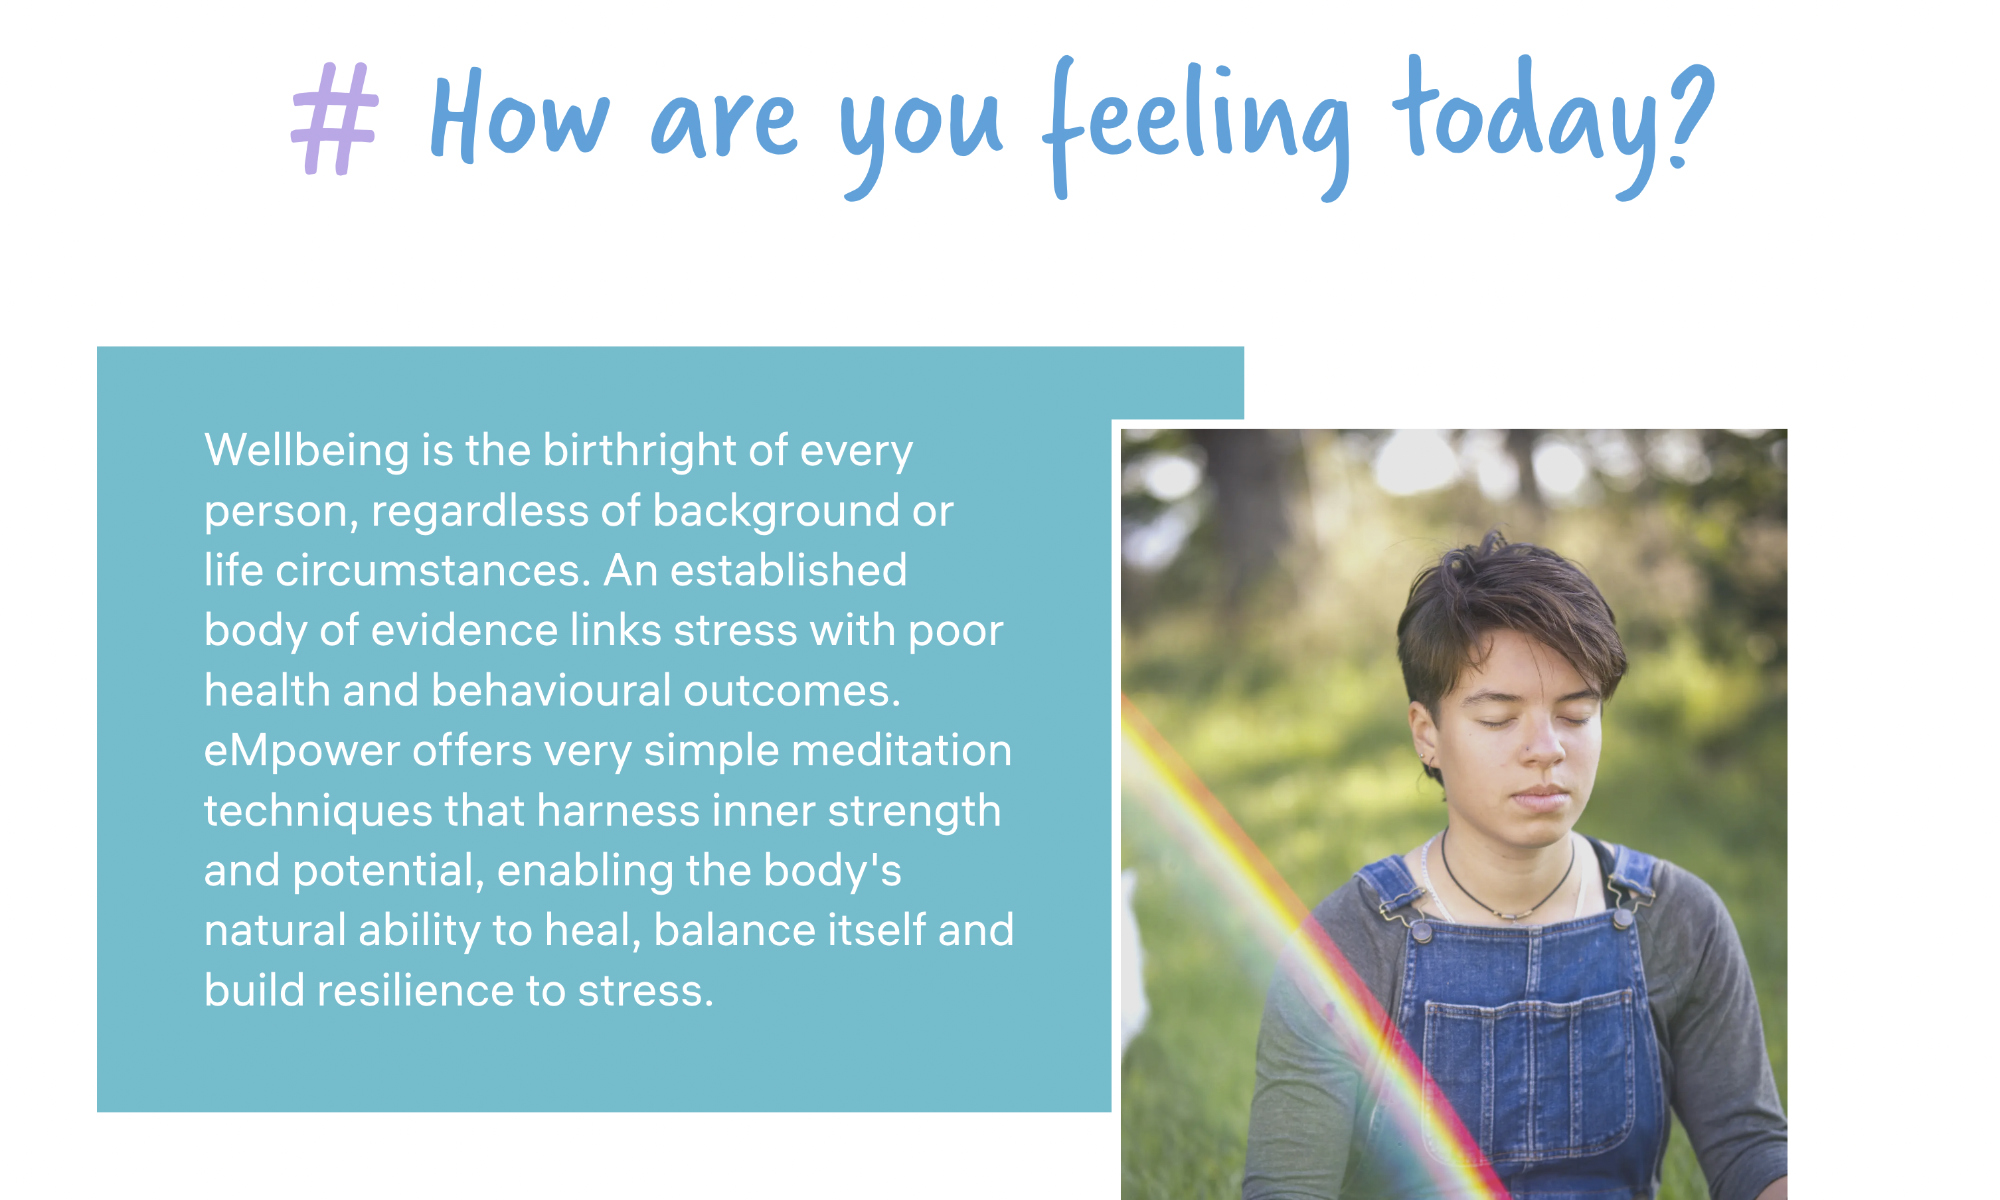 # How are you feeling today?
Wellbeing is the birthright of every
person, regardless of background or
life circumstances. An established
body of evidence links stress with poor
health and behavioural outcomes.
eMpower offers very simple meditation
techniques that harness inner strength
and potential, enabling the body's
natural ability to heal, balance itself and
build resilience to stress.